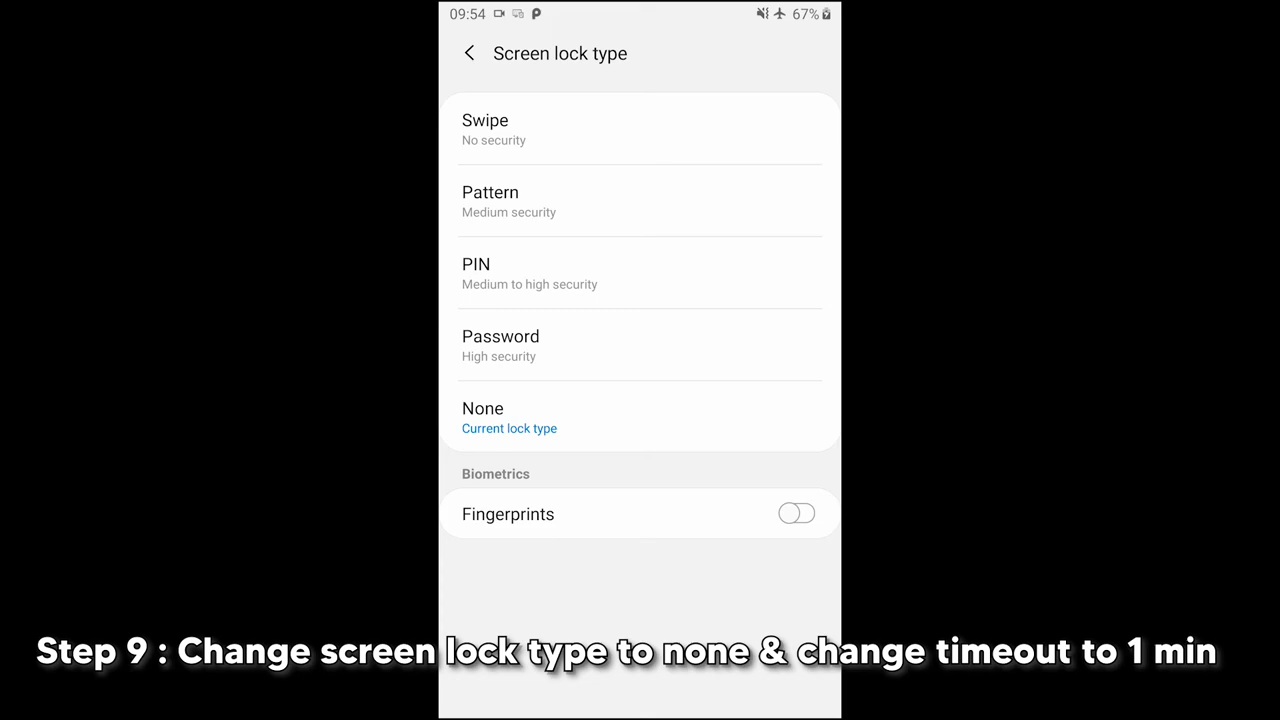 09:54
67%
Screen lock type
Swipe
No security
Pattern
Medium security
PIN
Medium to high security
Password
High security
None
Current lock type
Biometrics
Fingerprints
Step 9 : Change screen lock type to none & change timeout to 1 min